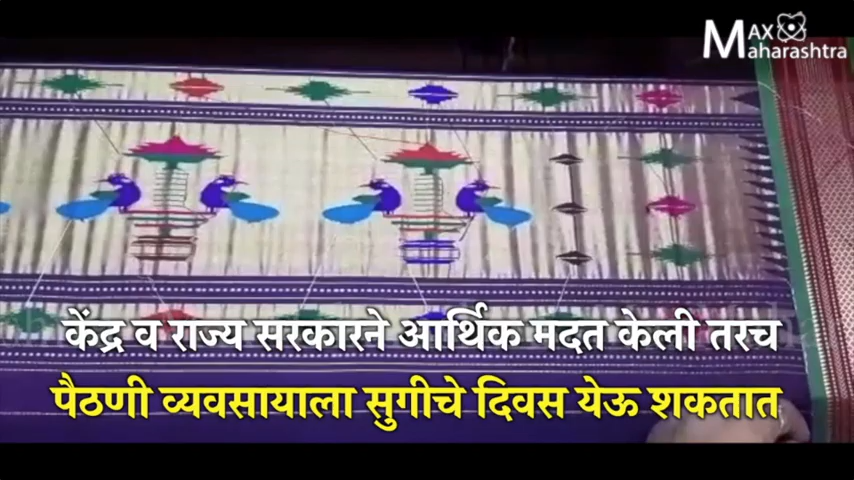 MAX
Maharashtra
केंद्र व राज्य सरकारने आर्थिक मदत केली तरच
पैठणी व्यवसायाला सुगीचे दिवस येऊ शकतात